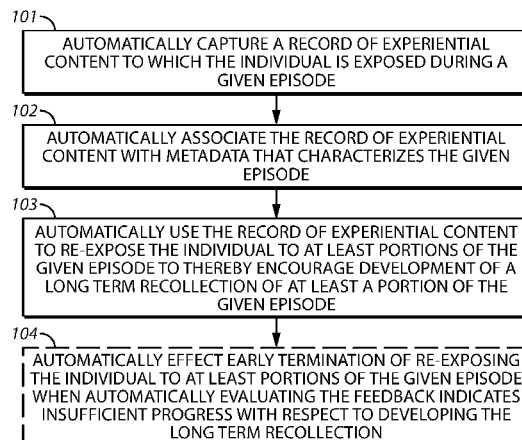 101
AUTOMATICALLY CAPTURE A RECORD OF EXPERIENTIAL
CONTENT TO WHICH THE INDIVIDUAL IS EXPOSED DURING A
GIVEN EPISODE
102
AUTOMATICALLY ASSOCIATE THE RECORD OF EXPERIENTIAL
CONTENT WITH METADATA THAT CHARACTERIZES THE GIVEN
EPISODE
103
AUTOMATICALLY USE THE RECORD OF EXPERIENTIAL CONTENT
TO RE-EXPOSE THE INDIVIDUAL TO AT LEAST PORTIONS OF THE
GIVEN EPISODE TO THEREBY ENCOURAGE DEVELOPMENT OF A
LONG TERM RECOLLECTION OF AT LEAST A PORTION OF THE
GIVEN EPISODE
104
AUTOMATICALLY EFFECT EARLY TERMINATION OF RE-EXPOSING
THE INDIVIDUAL TO AT LEAST PORTIONS OF THE GIVEN EPISODE
WHEN AUTOMATICALLY EVALUATING THE FEEDBACK INDICATES
INSUFFICIENT PROGRESS WITH RESPECT TO DEVELOPING THE
LONG TERM RECOLLECTION